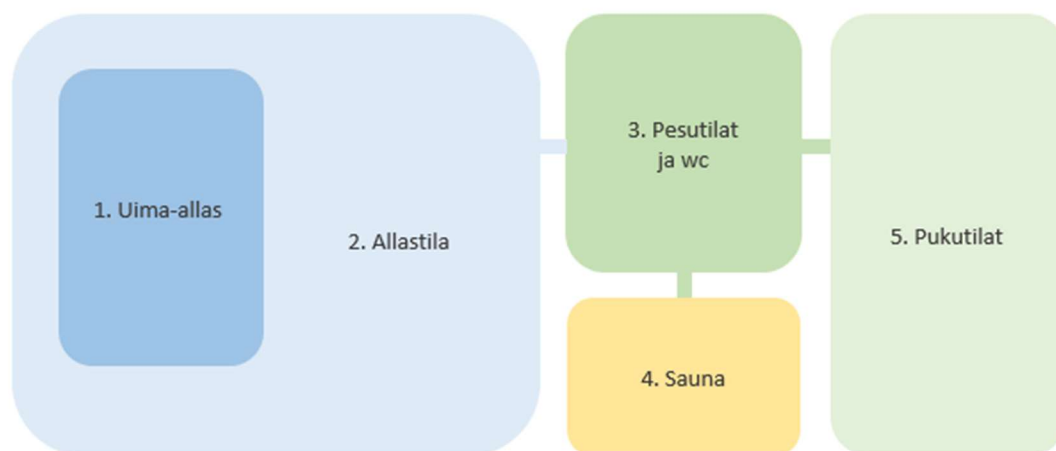 1. Uima-allas
2. Allastila
3. Pesutilat
ja wc
4. Sauna
5. Pukutilat